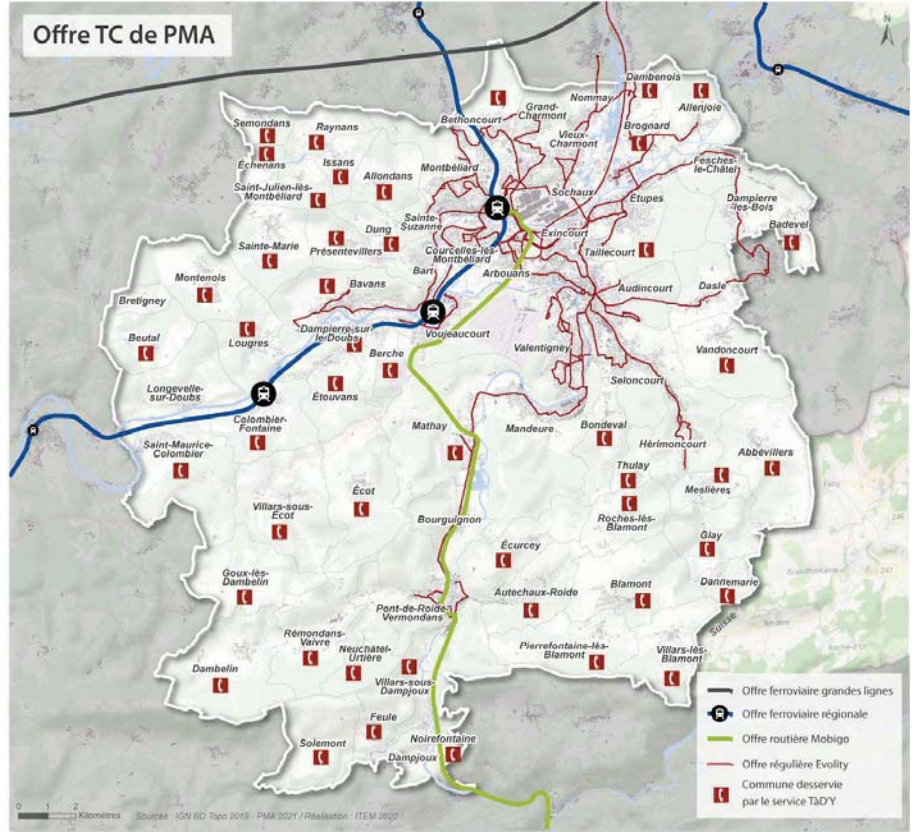 Offre TC de PMA
N
Dambenois
Nommay
Grand-
Charmont
Allenjoie
Bethoncourt
Semondans
Raynans
Vieux-
Charmont
Brognard
Échenans
Issans
Montbéliard
Fesches-
le-Châtel
Allondans
Saint-Julien-lès-
Montbéliard
Sochaux
Étupes
Dampierre
les-Bois
Sainte-
Suzanne
Badevel
Dung
Exincourt
Sainte-Marie
Présentevillers
Courcelles-lès-
Montbéliard
Taillecourt
Bart
Arbouans
Montenois
Bavans
Audincourt
Dasle
Bretigney
Dampierre-sur-
le-Doubs
Voujeaucourt
Beutal
Lougres
Valentigney
Vandoncourt
Berche
Seloncourt
Longevelle-
sur-Doubs
Étouvans
Colombier-
Fontaine
Mathay
Mandeure
Bondeval
Hérimoncourt
Saint-Maurice-
Colombier
Abbévillers
Thulay
Meslières
Écot
Villars-sous-
Écot
Roches-lès-
Blamont
Bourguignon
Glay
Écurcey
Goux-lès-
Dambelin
Autechaux-Roide
Blamont
Dannemarie
Pont-de-Roide
Vermondans
Suisse
Rémondans-
Vaivre
Neuchâtel-
Urtière
Pierrefontaine-lès-
Blamont
Villars-lès-
Blamont
Dambelin
Villars-sous-
Dampjoux
Feule
Noirefontaine
Solemont
Dampjoux
Offre ferroviaire grandes lignes
Offre ferroviaire régionale
Offre routière Mobigo
Offre régulière Evolity
Commune desservie
par le service TàD'Y
0 1 2
Kilomètres
Sources : IGN BD Topo 2019 - PMA 2021 / Réalisation : ITEM 2022